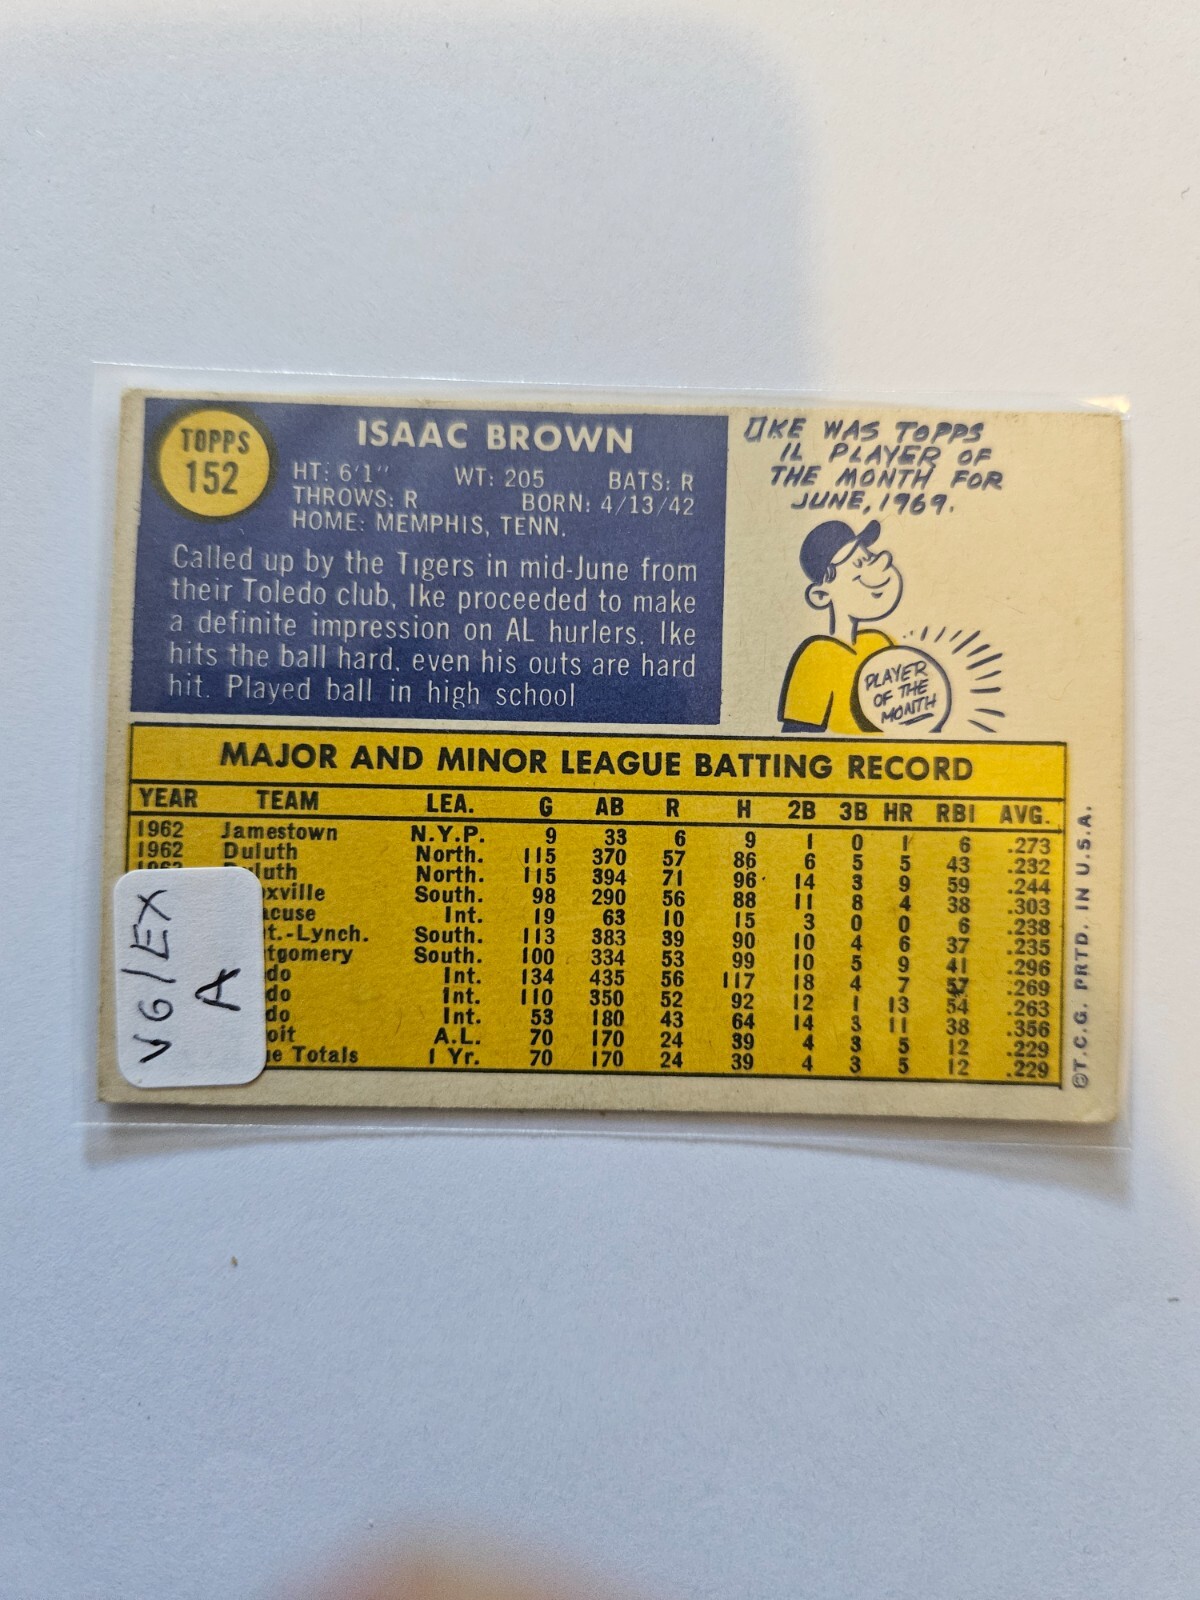 TOPPS
152
ISAAC BROWN
HT: 6'1" WT: 205 BATS: R
THROWS: R BORN: 4/13/42
HOME: MEMPHIS, TENN.
Called up by the Tigers in mid-June from
their Toledo club, Ike proceeded to make
a definite impression on AL hurlers. Ike
hits the ball hard, even his outs are hard
hit. Played ball in high school
IKE WAS TOPPS
IL PLAYER OF
THE MONTH FOR
JUNE, 1969.
PLAYER
OF THE
MONTH
MAJOR AND MINOR LEAGUE BATTING RECORD
YEAR TEAM LEA. G AB R H 2B 3B HR RBI AVG.
1962 Jamestown N.Y.P. 9 33 6 9 1 0 1 6 .273
1962 Duluth North. 115 370 57 86 6 5 5 43 .232
luth North. 115 394 71 96 14 3 9 59 .244
oxville South. 98 290 56 88 11 8 4 38 .303
acuse Int. 19 63 10 15 3 0 0 6 .238
t.-Lynch. South. 113 383 39 90 10 4 6 37 .235
tgomery South. 100 334 53 99 10 5 9 41 .296
do Int. 134 435 56 117 18 4 7 57 .269
do Int. 110 350 52 92 12 1 13 54 .263
do Int. 53 180 43 64 14 3 11 38 .356
oit A.L. 70 170 24 39 4 3 5 12 .229
e Totals 1 Yr. 70 170 24 39 4 3 5 12 .229
©T.C.G. PRTD. IN U.S.A.
VG/EX
A